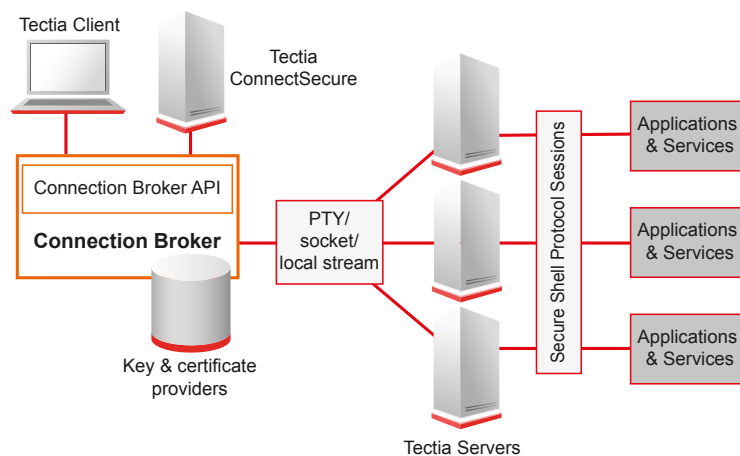 Tectia Client
Tectia
ConnectSecure
Connection Broker API
Connection Broker
Key & certificate
providers
PTY/
socket/
local stream
Tectia Servers
Secure Shell Protocol Sessions
Applications
& Services
Applications
& Services
Applications
& Services